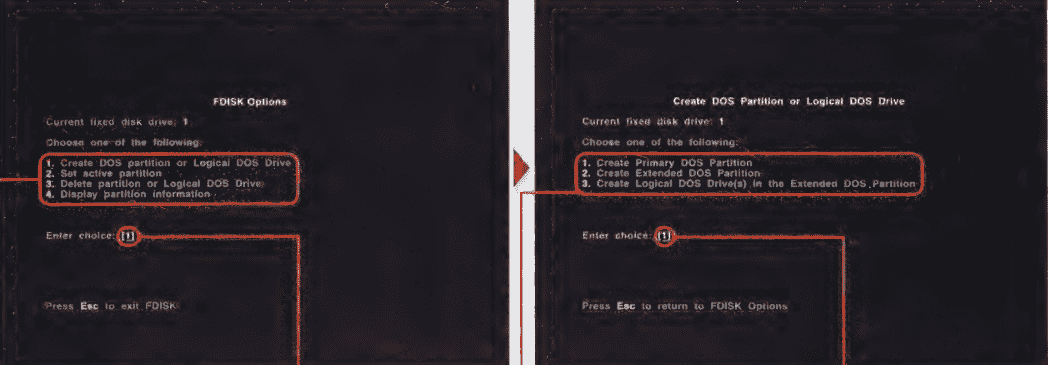 FDISK Options
Current fixed disk drive: 1
Choose one of the following:
1. Create DOS partition or Logical DOS Drive
2. Set active partition
3. Delete partition or Logical DOS Drive
4. Display partition information
Enter choice: [1]
Press Esc to exit FDISK
Create DOS Partition or Logical DOS Drive
Current fixed disk drive: 1
Choose one of the following:
1. Create Primary DOS Partition
2. Create Extended DOS Partition
3. Create Logical DOS Drive(s) in the Extended DOS Partition
Enter choice: [1]
Press Esc to return to FDISK Options